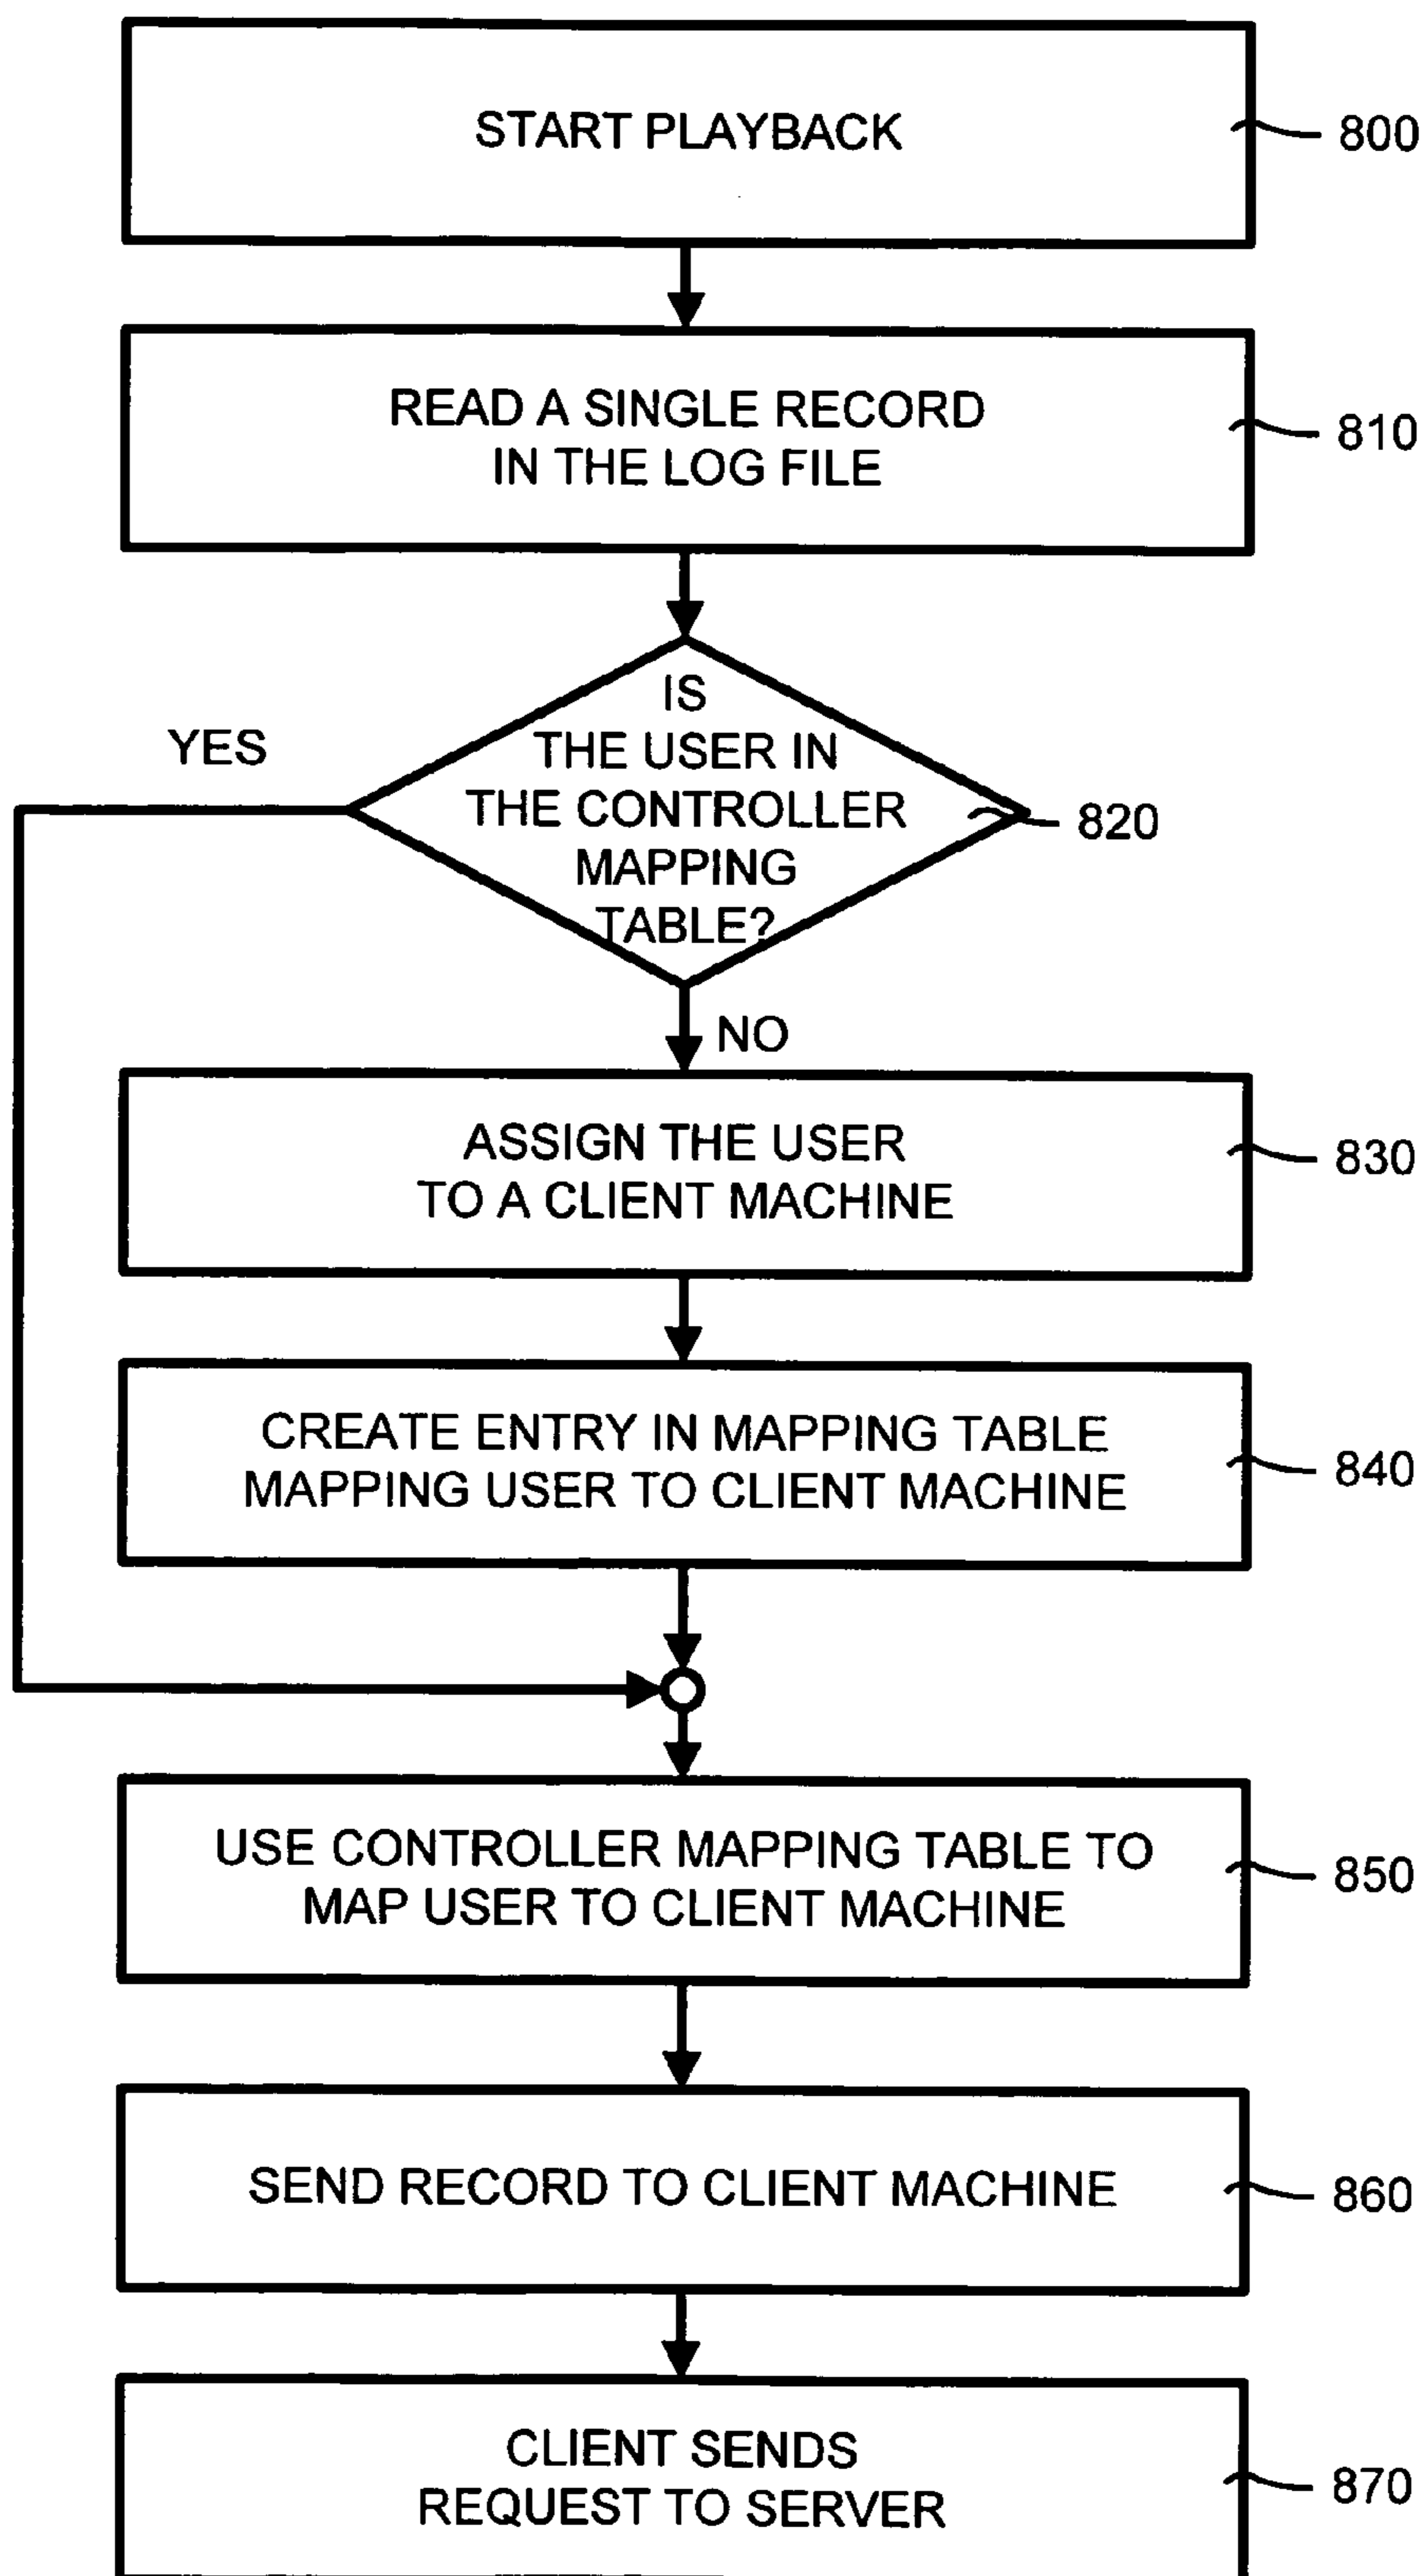 START PLAYBACK
800
READ A SINGLE RECORD
IN THE LOG FILE
810
IS
THE USER IN
THE CONTROLLER
MAPPING
TABLE?
YES
820
NO
ASSIGN THE USER
TO A CLIENT MACHINE
830
CREATE ENTRY IN MAPPING TABLE
MAPPING USER TO CLIENT MACHINE
840
USE CONTROLLER MAPPING TABLE TO
MAP USER TO CLIENT MACHINE
850
SEND RECORD TO CLIENT MACHINE
860
CLIENT SENDS
REQUEST TO SERVER
870